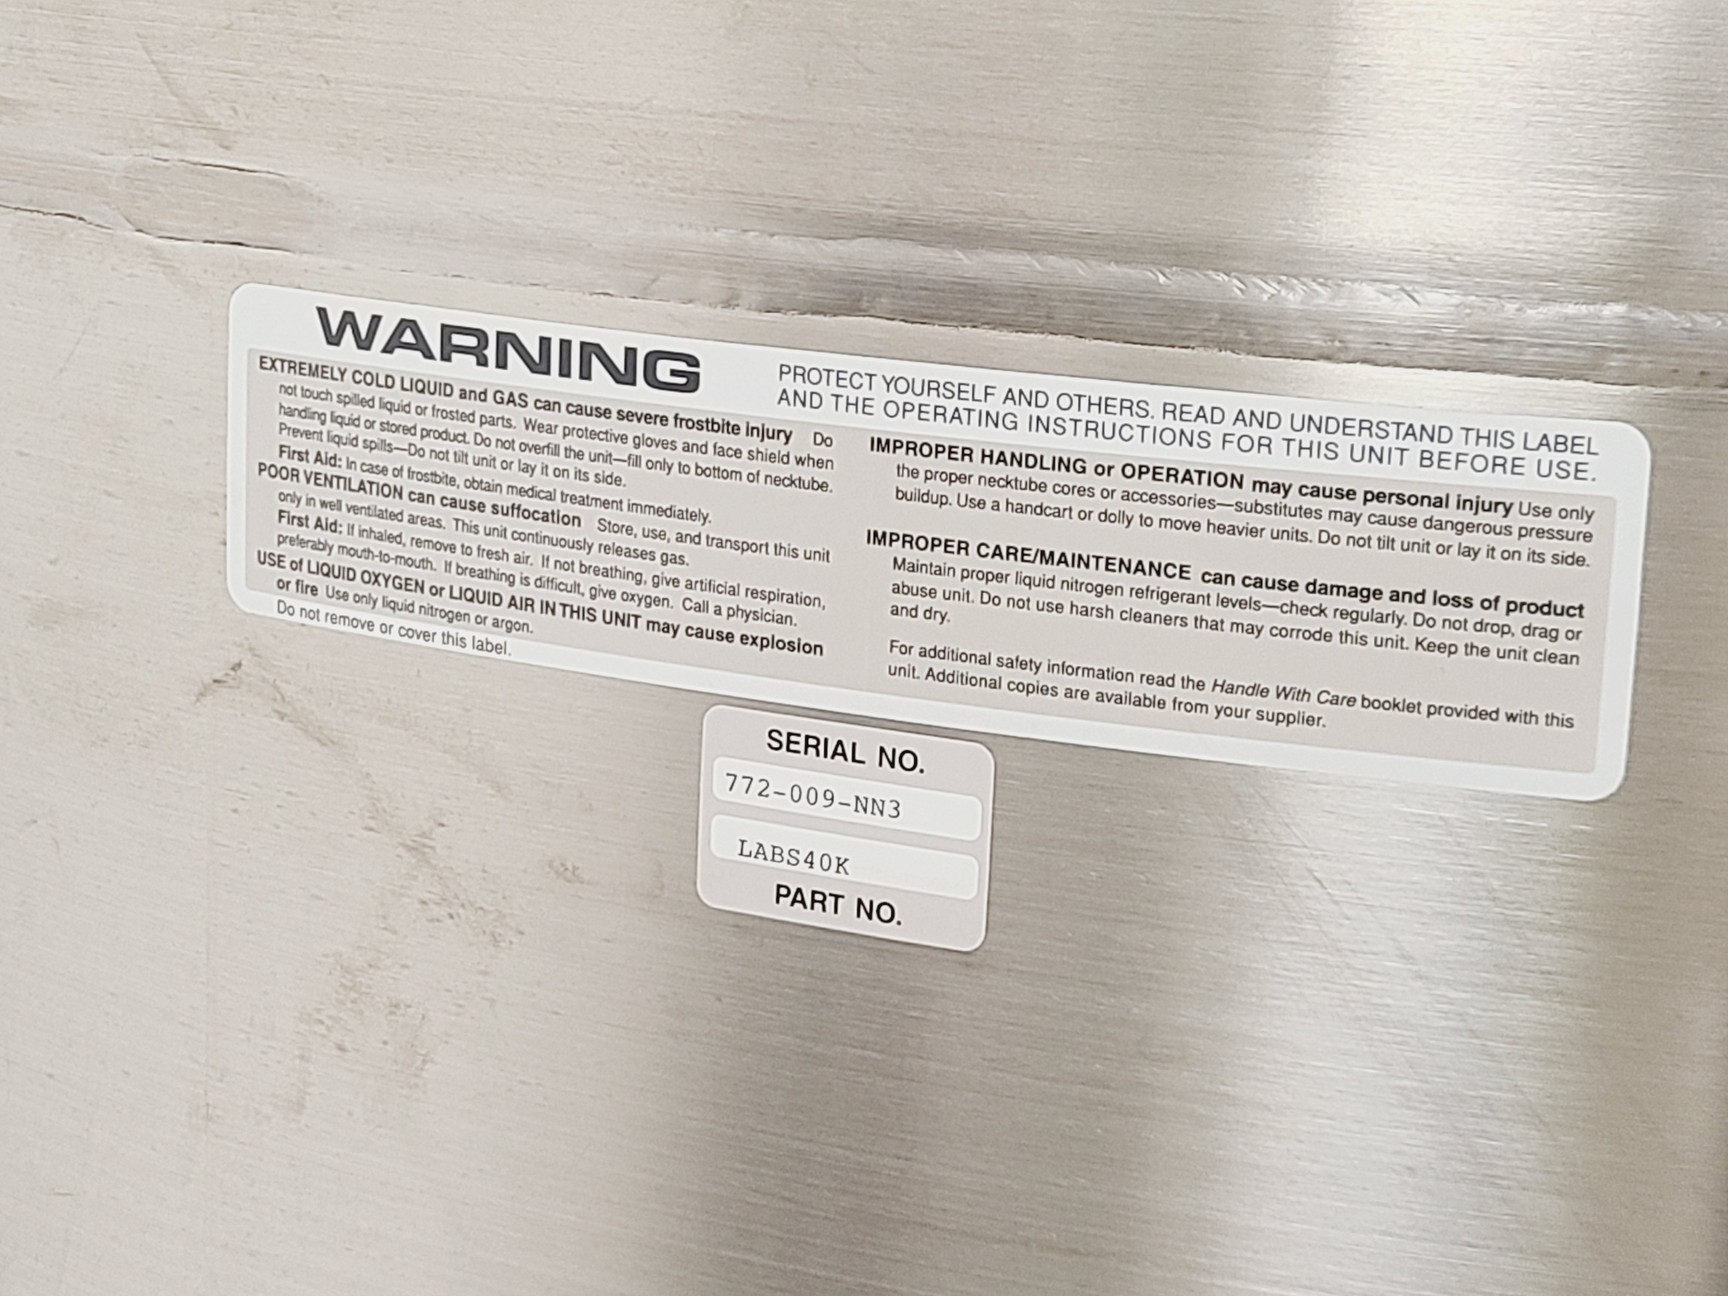 WARNING
PROTECT YOURSELF AND OTHERS. READ AND UNDERSTAND THIS LABEL
AND THE OPERATING INSTRUCTIONS FOR THIS UNIT BEFORE USE.
EXTREMELY COLD LIQUID and GAS can cause severe frostbite injury Do
not touch spilled liquid or frosted parts. Wear protective gloves and face shield when
handling liquid or stored product. Do not overfill the unit—fill only to bottom of necktube.
Prevent liquid spills—Do not tilt unit or lay it on its side.
First Aid: In case of frostbite, obtain medical treatment immediately.
POOR VENTILATION can cause suffocation Store, use, and transport this unit
only in well ventilated areas. This unit continuously releases gas.
First Aid: If inhaled, remove to fresh air. If not breathing, give artificial respiration,
preferably mouth-to-mouth. If breathing is difficult, give oxygen. Call a physician.
USE of LIQUID OXYGEN or LIQUID AIR IN THIS UNIT may cause explosion
or fire Use only liquid nitrogen or argon.
Do not remove or cover this label.
IMPROPER HANDLING or OPERATION may cause personal injury Use only
the proper necktube cores or accessories—substitutes may cause dangerous pressure
buildup. Use a handcart or dolly to move heavier units. Do not tilt unit or lay it on its side.
IMPROPER CARE/MAINTENANCE can cause damage and loss of product
Maintain proper liquid nitrogen refrigerant levels—check regularly. Do not drop, drag or
abuse unit. Do not use harsh cleaners that may corrode this unit. Keep the unit clean
and dry.
For additional safety information read the Handle With Care booklet provided with this
unit. Additional copies are available from your supplier.
SERIAL NO.
772-009-NN3
LABS40K
PART NO.